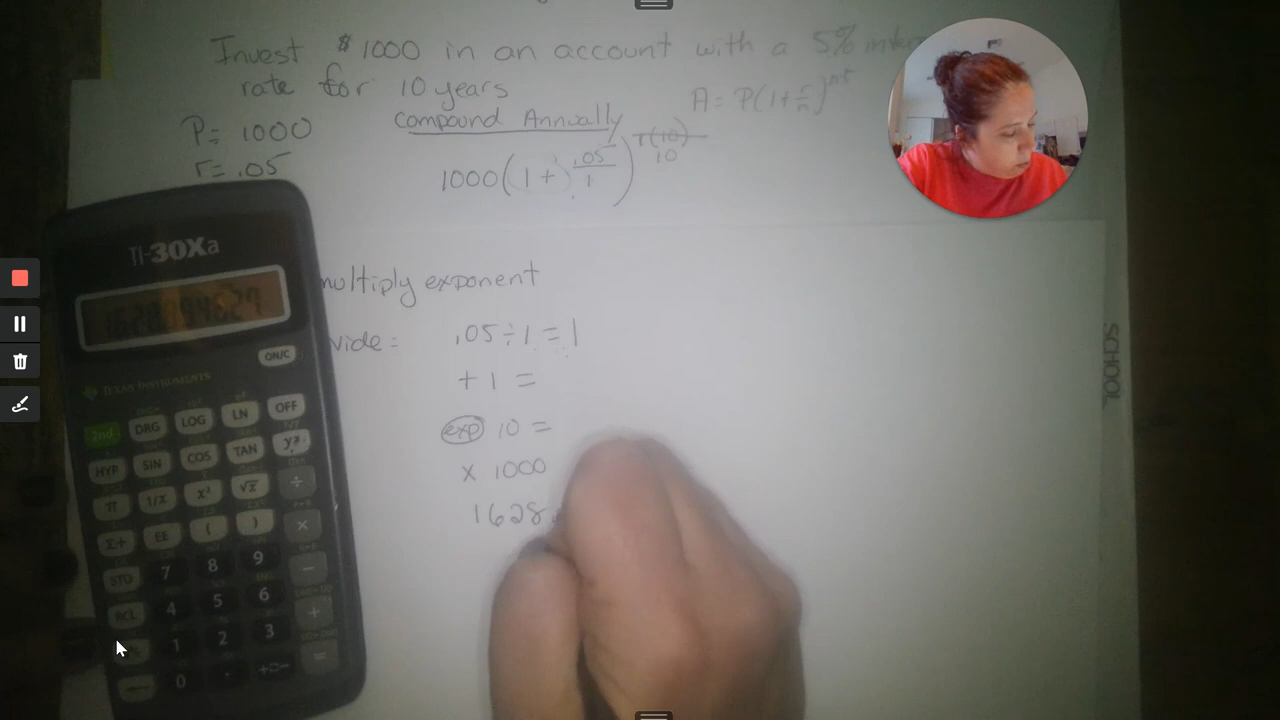 Invest $1000 in an account with a 5%
rate for 10 years
A = P(1+r/n)^nt
P = 1000
Compound Annually
r = .05
1000(1 + .05/1)^1(10)
10
TI-30Xa
1628.894627
ON/C
TEXAS INSTRUMENTS
2nd DRG LOG LN OFF
HYP SIN COS TAN
π 1/x x² √x ÷
Σ+ EE ( ) ×
STO 7 8 9 −
RCL 4 5 6 +
1 2 3 =
0 .
multiply exponent
vide = .05 ÷ 1 = 1
+ 1 =
exp 10 =
x 1000
1628
SCHOOL